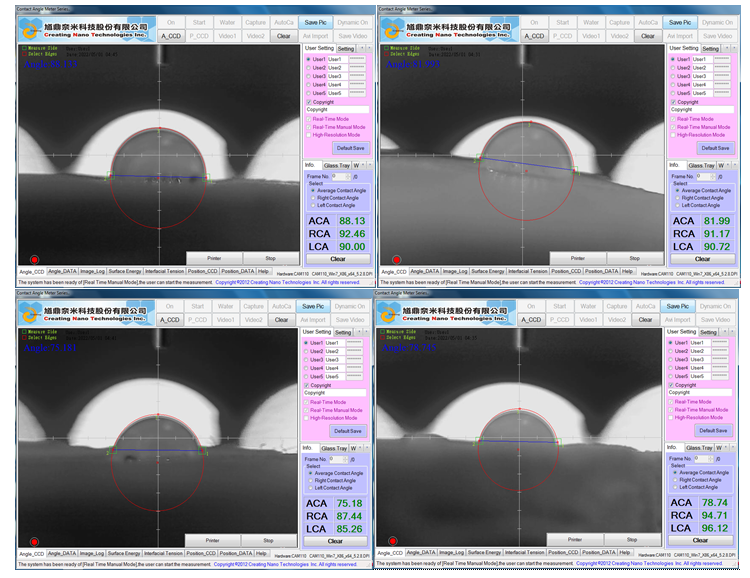 Contact Angle Meter Series
旭鼎奈米科技股份有限公司
Creating Nano Technologies Inc.
On Start Water Capture AutoCa Save Pic Dynamic On
A_CCD P_CCD Video1 Video2 Clear Avi Import Save Video
Measure Side
Select Edges
User Setting Setting
User1 User1
User2 User2
User3 User3
User4 User4
User5 User5
Copyright
Copyright
Real-Time Mode
Real-Time Manual Mode
High-Resolution Mode
Default Save
Info. Glass Tray W
Frame No. 0 /0
Select
Average Contact Angle
Right Contact Angle
Left Contact Angle
ACA 88.13
RCA 92.46
LCA 90.00
Printer Stop Clear
Angle_CCD Angle_DATA Image_Log Surface Energy Interfacial Tension Position_CCD Position_DATA Help Hardware:CAM110 CAM110_Win7_X86_x64_5.2.8.DPI
The system has been ready of [Real Time Manual Mode],the user can start the measurement. Copyright©2012 Creating Nano Technologies Inc. All rights reserved.
Contact Angle Meter Series
旭鼎奈米科技股份有限公司
Creating Nano Technologies Inc.
On Start Water Capture AutoCa Save Pic Dynamic On
A_CCD P_CCD Video1 Video2 Clear Avi Import Save Video
Measure Side
Select Edges
Angle:81.993
User Setting Setting
User1 User1
User2 User2
User3 User3
User4 User4
User5 User5
Copyright
Copyright
Real-Time Mode
Real-Time Manual Mode
High-Resolution Mode
Default Save
Info. Glass Tray W
Frame No. 0 /0
Select
Average Contact Angle
Right Contact Angle
Left Contact Angle
ACA 81.99
RCA 91.17
LCA 90.72
Printer Stop Clear
Angle_CCD Angle_DATA Image_Log Surface Energy Interfacial Tension Position_CCD Position_DATA Help Hardware:CAM110 CAM110_Win7_X86_x64_5.2.8.DPI
The system has been ready of [Real Time Manual Mode],the user can start the measurement. Copyright©2012 Creating Nano Technologies Inc. All rights reserved.
Contact Angle Meter Series
旭鼎奈米科技股份有限公司
Creating Nano Technologies Inc.
On Start Water Capture AutoCa Save Pic Dynamic On
A_CCD P_CCD Video1 Video2 Clear Avi Import Save Video
Measure Side
Select Edges
Angle:75.181
User Setting Setting
User1 User1
User2 User2
User3 User3
User4 User4
User5 User5
Copyright
Copyright
Real-Time Mode
Real-Time Manual Mode
High-Resolution Mode
Default Save
Info. Glass Tray W
Frame No. 0 /0
Select
Average Contact Angle
Right Contact Angle
Left Contact Angle
ACA 75.18
RCA 87.44
LCA 85.26
Printer Stop Clear
Angle_CCD Angle_DATA Image_Log Surface Energy Interfacial Tension Position_CCD Position_DATA Help Hardware:CAM110 CAM110_Win7_X86_x64_5.2.8.DPI
The system has been ready of [Real Time Manual Mode],the user can start the measurement. Copyright©2012 Creating Nano Technologies Inc. All rights reserved.
Contact Angle Meter Series
旭鼎奈米科技股份有限公司
Creating Nano Technologies Inc.
On Start Water Capture AutoCa Save Pic Dynamic On
A_CCD P_CCD Video1 Video2 Clear Avi Import Save Video
Measure Side
Select Edges
User Setting Setting
User1 User1
User2 User2
User3 User3
User4 User4
User5 User5
Copyright
Copyright
Real-Time Mode
Real-Time Manual Mode
High-Resolution Mode
Default Save
Info. Glass Tray W
Frame No. 0 /0
Select
Average Contact Angle
Right Contact Angle
Left Contact Angle
ACA 78.74
RCA 94.71
LCA 96.12
Printer Stop Clear
Angle_CCD Angle_DATA Image_Log Surface Energy Interfacial Tension Position_CCD Position_DATA Help Hardware:CAM110 CAM110_Win7_X86_x64_5.2.8.DPI
The system has been ready of [Real Time Manual Mode],the user can start the measurement. Copyright©2012 Creating Nano Technologies Inc. All rights reserved.